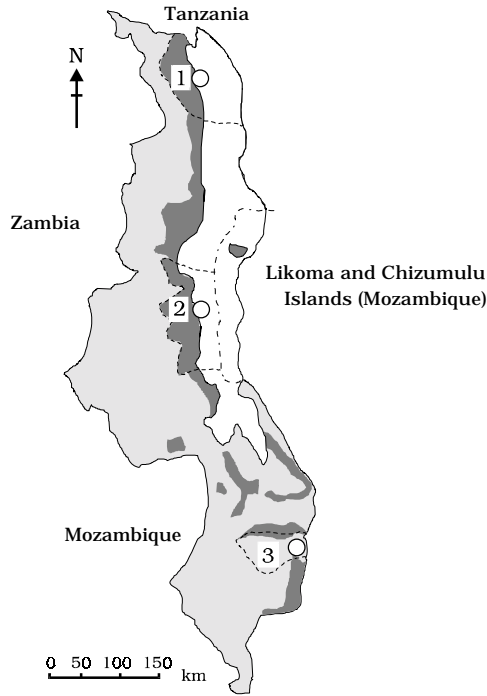 Tanzania
N
1
Zambia
Likoma and Chizumulu
Islands (Mozambique)
2
Mozambique
3
0 50 100 150
km